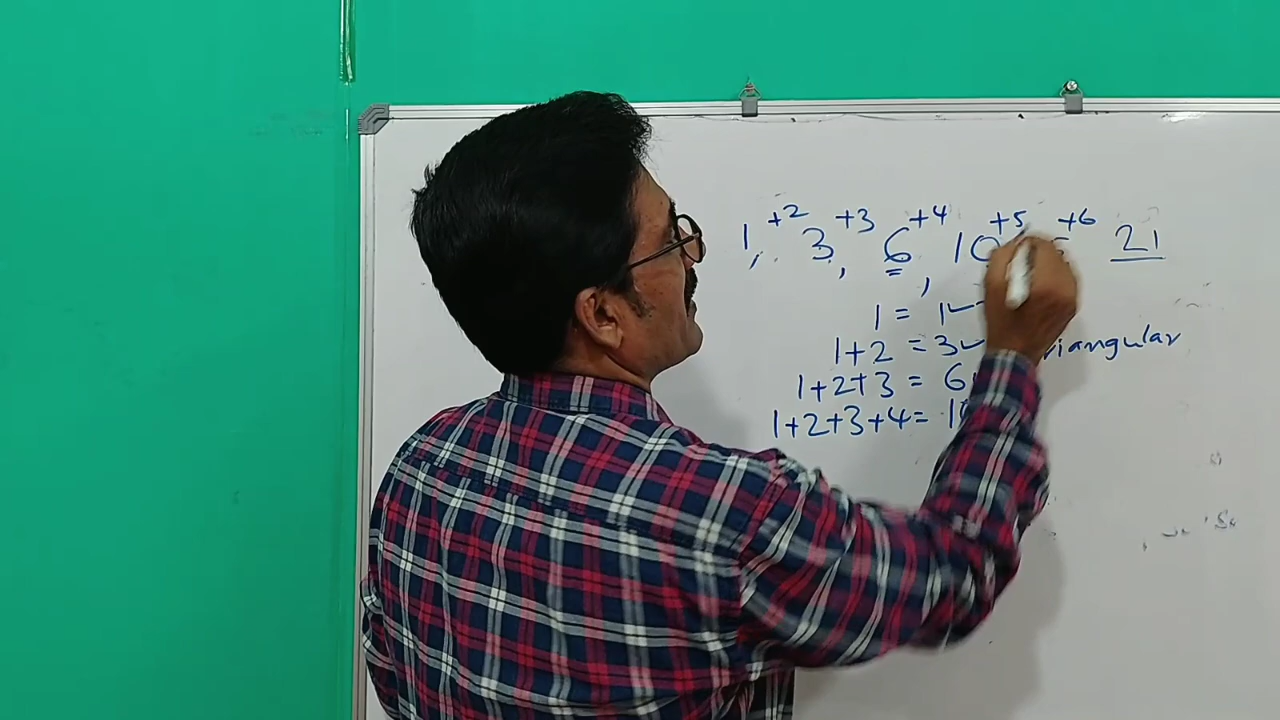 +2 +3 +4 +5 +6
1, 3, 6, 10 21
1 = 1
1+2 = 3 riangular
1+2+3 = 6
1+2+3+4= 10